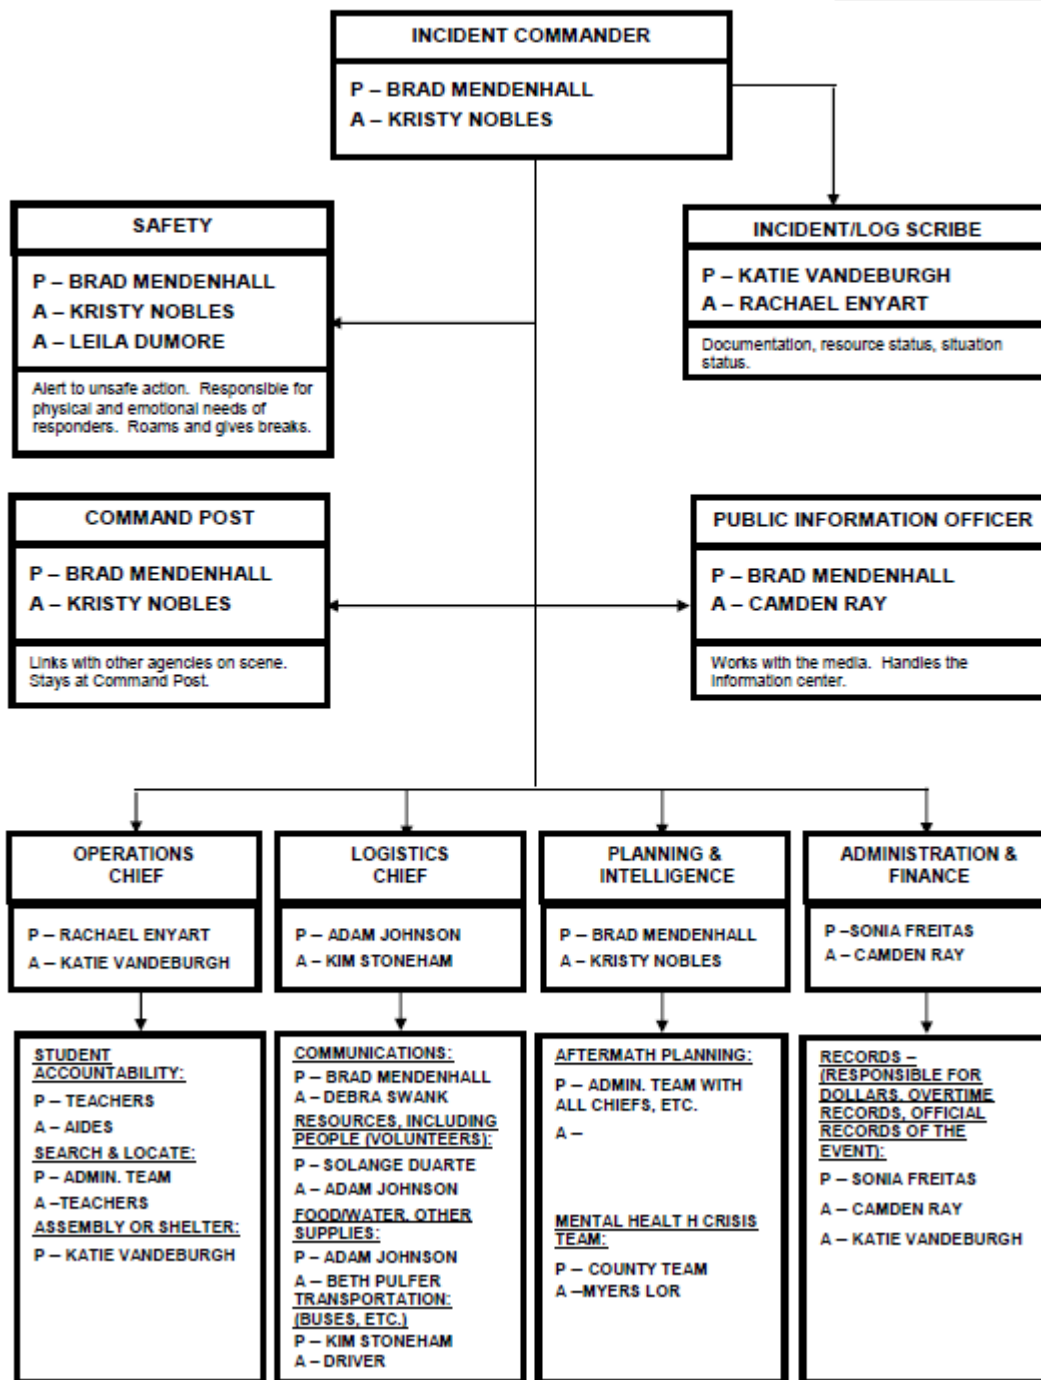 INCIDENT COMMANDER
P – BRAD MENDENHALL
A – KRISTY NOBLES
SAFETY
P – BRAD MENDENHALL
A – KRISTY NOBLES
A – LEILA DUMORE
Alert to unsafe action. Responsible for
physical and emotional needs of
responders. Roams and gives breaks.
INCIDENT/LOG SCRIBE
P – KATIE VANDEBURGH
A – RACHAEL ENYART
Documentation, resource status, situation
status.
COMMAND POST
P – BRAD MENDENHALL
A – KRISTY NOBLES
Links with other agencies on scene.
Stays at Command Post.
PUBLIC INFORMATION OFFICER
P – BRAD MENDENHALL
A – CAMDEN RAY
Works with the media. Handles the
Information center.
OPERATIONS
CHIEF
P – RACHAEL ENYART
A – KATIE VANDEBURGH
STUDENT
ACCOUNTABILITY:
P – TEACHERS
A – AIDES
SEARCH & LOCATE:
P – ADMIN. TEAM
A –TEACHERS
ASSEMBLY OR SHELTER:
P – KATIE VANDEBURGH
LOGISTICS
CHIEF
P – ADAM JOHNSON
A – KIM STONEHAM
COMMUNICATIONS:
P – BRAD MENDENHALL
A – DEBRA SWANK
RESOURCES, INCLUDING
PEOPLE (VOLUNTEERS):
P – SOLANGE DUARTE
A – ADAM JOHNSON
FOOD/WATER, OTHER
SUPPLIES:
P – ADAM JOHNSON
A – BETH PULFER
TRANSPORTATION:
(BUSES, ETC.)
P – KIM STONEHAM
A – DRIVER
PLANNING &
INTELLIGENCE
P – BRAD MENDENHALL
A – KRISTY NOBLES
AFTERMATH PLANNING:
P – ADMIN. TEAM WITH
ALL CHIEFS, ETC.
A –
MENTAL HEALT H CRISIS
TEAM:
P – COUNTY TEAM
A –MYERS LOR
ADMINISTRATION &
FINANCE
P –SONIA FREITAS
A – CAMDEN RAY
RECORDS –
(RESPONSIBLE FOR
DOLLARS, OVERTIME
RECORDS, OFFICIAL
RECORDS OF THE
EVENT):
P – SONIA FREITAS
A – CAMDEN RAY
A – KATIE VANDEBURGH